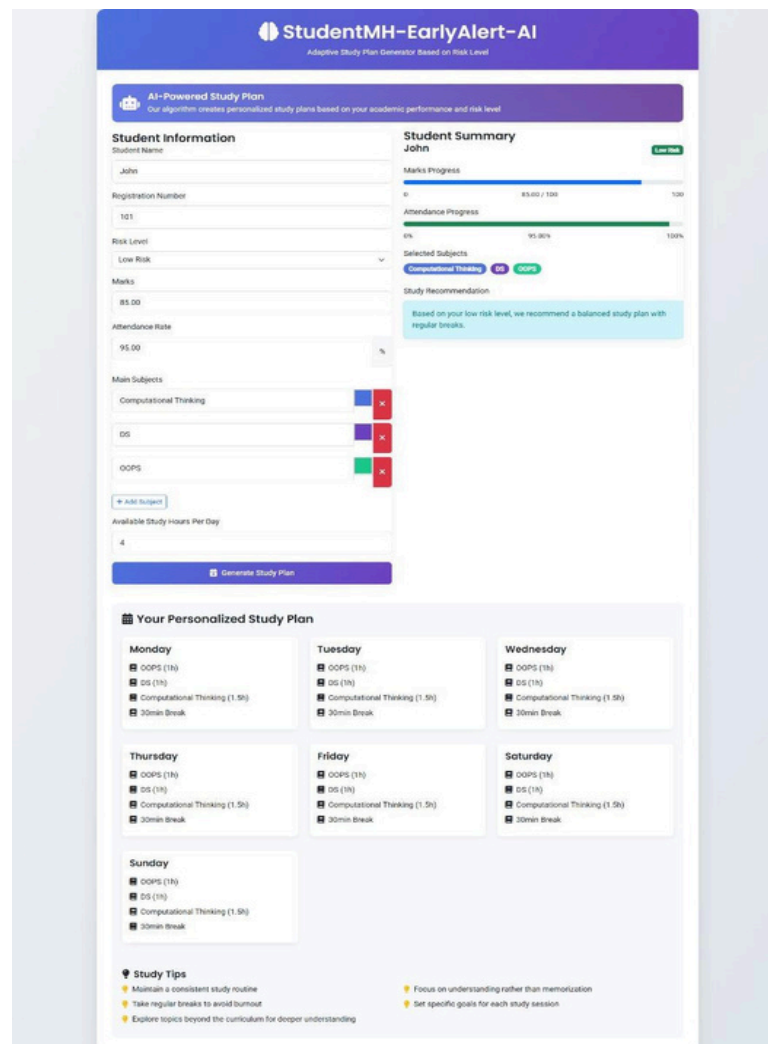 StudentMH-EarlyAlert-AI
Adaptive Study Plan Generator Based on Risk Level
AI-Powered Study Plan
Our algorithm creates personalized study plans based on your academic performance and risk level
Student Information
Student Name
John
Registration Number
101
Risk Level
Low Risk
Marks
85.00
Attendance Rate
95.00
%
Main Subjects
Computational Thinking
×
DS
×
OOPS
×
+ Add Subject
Available Study Hours Per Day
4
Generate Study Plan
Student Summary
John
Low Risk
Marks Progress
0 85.00 / 100 100
Attendance Progress
0% 95.00% 100%
Selected Subjects
Computational Thinking DS OOPS
Study Recommendation
Based on your low risk level, we recommend a balanced study plan with
regular breaks.
Your Personalized Study Plan
Monday
OOPS (1h)
DS (1h)
Computational Thinking (1.5h)
30min Break
Tuesday
OOPS (1h)
DS (1h)
Computational Thinking (1.5h)
30min Break
Wednesday
OOPS (1h)
DS (1h)
Computational Thinking (1.5h)
30min Break
Thursday
OOPS (1h)
DS (1h)
Computational Thinking (1.5h)
30min Break
Friday
OOPS (1h)
DS (1h)
Computational Thinking (1.5h)
30min Break
Saturday
OOPS (1h)
DS (1h)
Computational Thinking (1.5h)
30min Break
Sunday
OOPS (1h)
DS (1h)
Computational Thinking (1.5h)
30min Break
Study Tips
Maintain a consistent study routine
Take regular breaks to avoid burnout
Explore topics beyond the curriculum for deeper understanding
Focus on understanding rather than memorization
Set specific goals for each study session